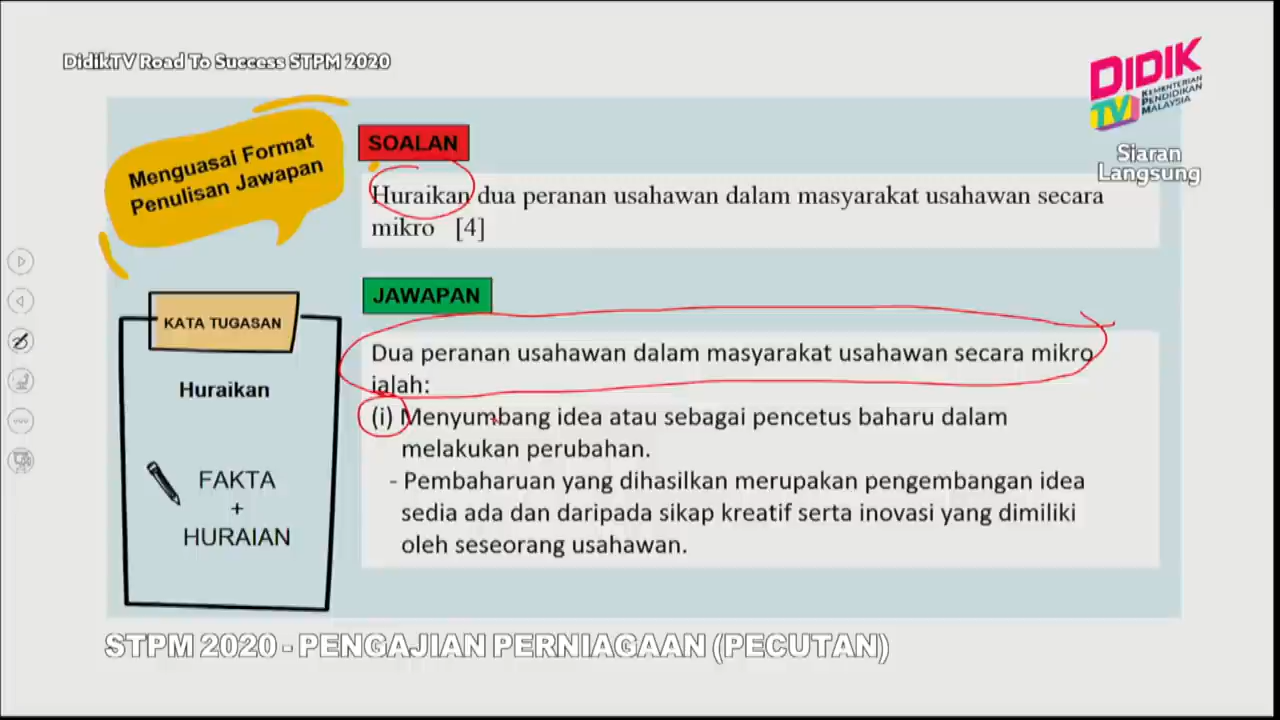 DidikTV Road To Success STPM 2020
DIDIK
TV KEMENTERIAN
PENDIDIKAN
MALAYSIA
Siaran
Langsung
Menguasai Format
Penulisan Jawapan
SOALAN
Huraikan dua peranan usahawan dalam masyarakat usahawan secara
mikro [4]
KATA TUGASAN
Huraikan
FAKTA
+
HURAIAN
JAWAPAN
Dua peranan usahawan dalam masyarakat usahawan secara mikro
ialah:
(i) Menyumbang idea atau sebagai pencetus baharu dalam
melakukan perubahan.
- Pembaharuan yang dihasilkan merupakan pengembangan idea
sedia ada dan daripada sikap kreatif serta inovasi yang dimiliki
oleh seseorang usahawan.
STPM 2020 - PENGAJIAN PERNIAGAAN (PECUTAN)